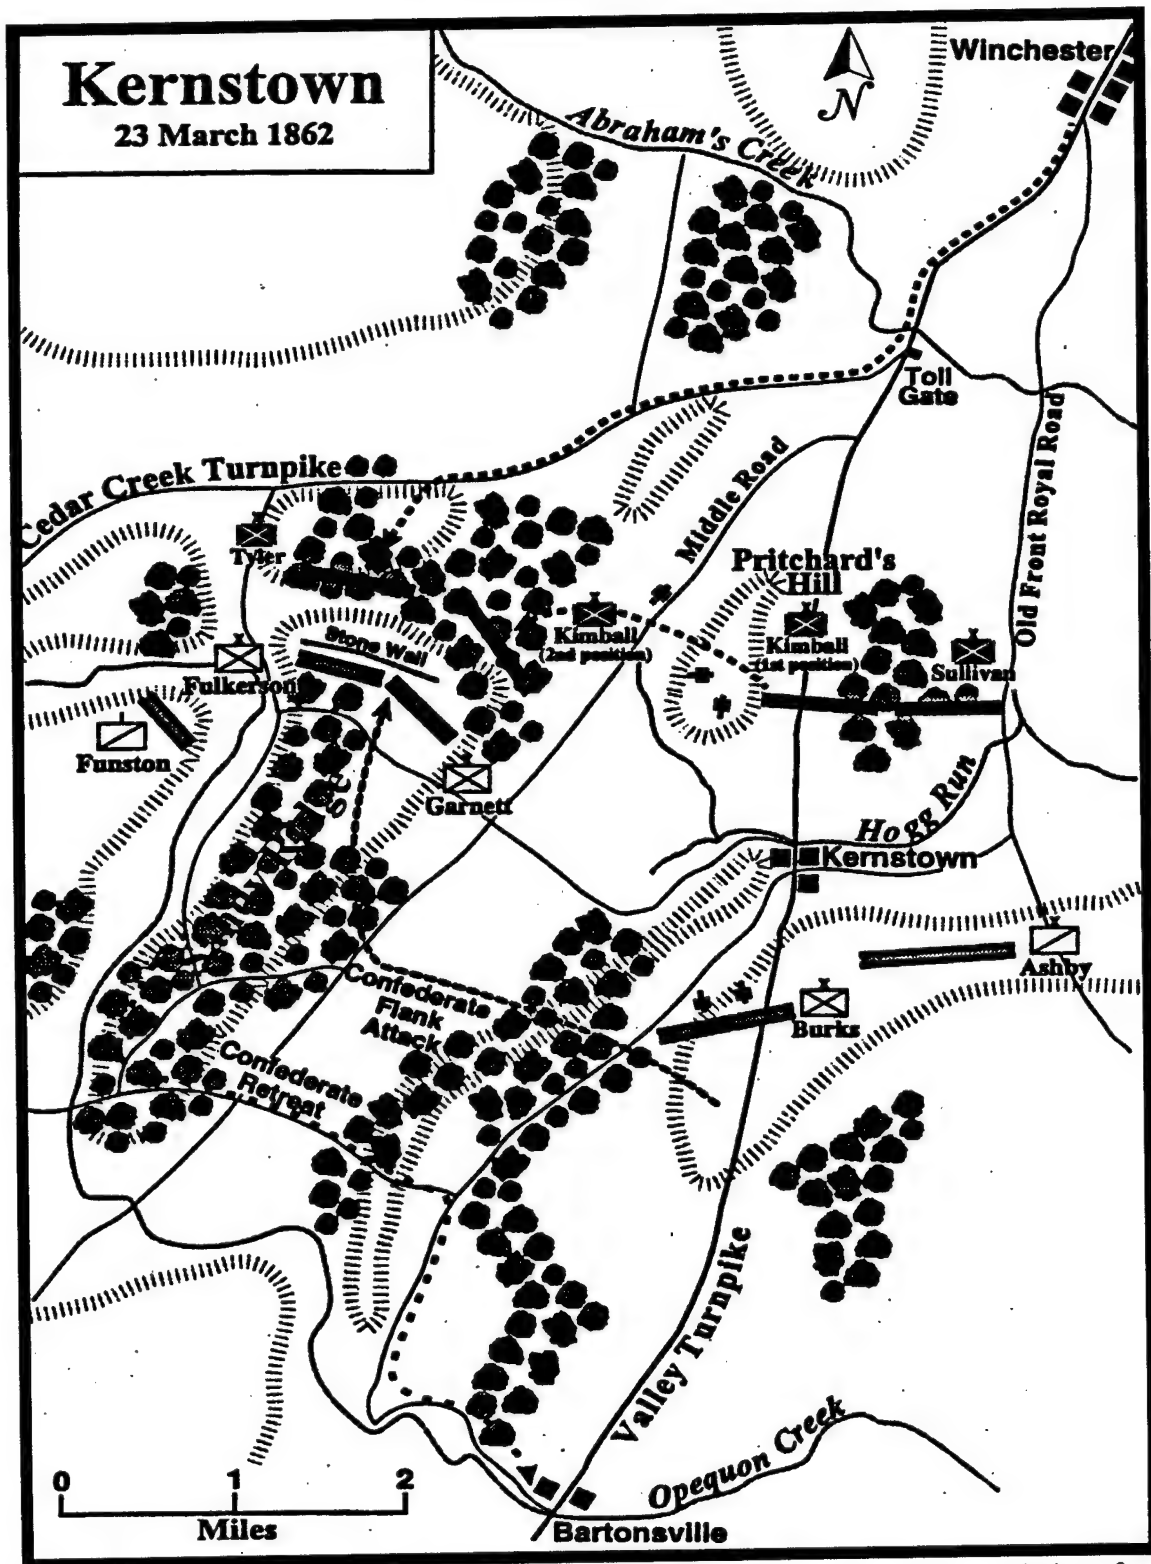 Kernstown
23 March 1862
Winchester
N
Abraham's Creek
Toll
Gate
Cedar Creek Turnpike
Middle Road
Old Front Royal Road
Tyler
Pritchard's
Hill
Kimball
(2nd position)
Kimball
(1st position)
Sullivan
Stone Wall
Fulkerson
Funston
Garnett
Hogg Run
Kernstown
Ashby
Burks
Confederate
Flank
Attack
Confederate
Retreat
Valley Turnpike
Opequon Creek
Bartonsville
0 1 2
Miles